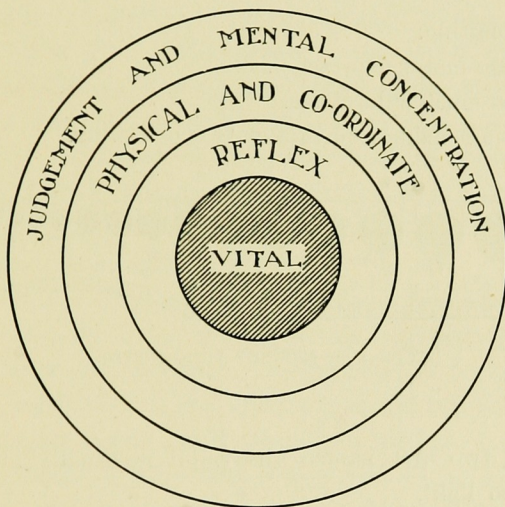 JUDGEMENT AND MENTAL CONCENTRATION
PHYSICAL AND CO-ORDINATE
REFLEX
VITAL